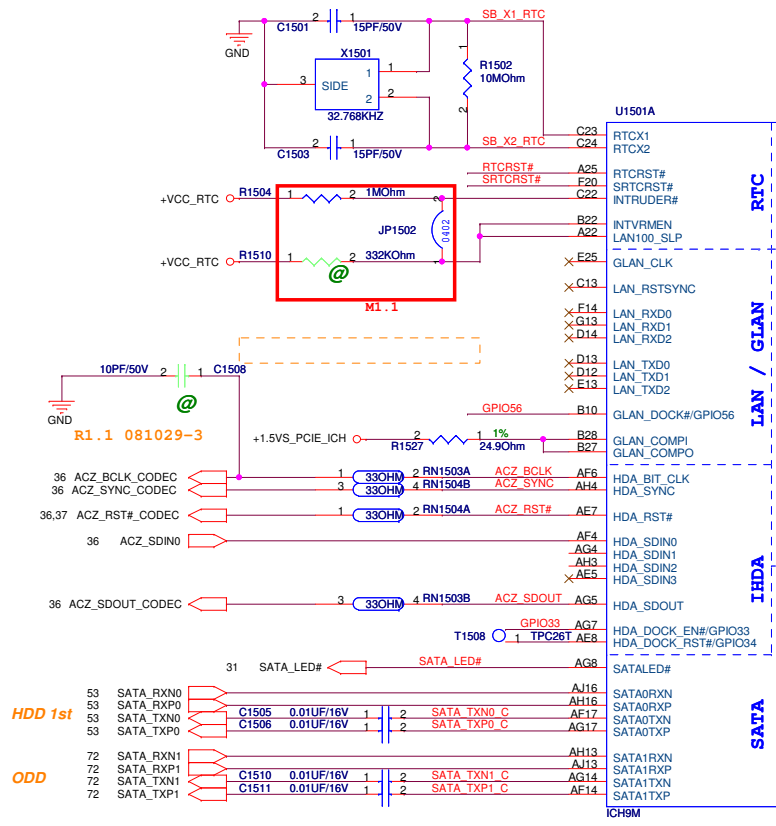 C1501 2 1 15PF/50V SB_X1_RTC
GND
X1501
3 SIDE 1 1
2 2
32.768KHZ
1 R1502
10MOhm
2
C1503 2 1 15PF/50V SB_X2_RTC
U1501A
C23 RTCX1
C24 RTCX2
RTCRST# A25 RTCRST#
SRTCRST# F20 SRTCRST#
+VCC_RTC R1504 1 2 1MOhm C22 INTRUDER#
JP1502 2 0402 1
B22 INTVRMEN
A22 LAN100_SLP
+VCC_RTC R1510 1 2 332KOhm
@
M1.1
E25 GLAN_CLK
C13 LAN_RSTSYNC
F14 LAN_RXD0
G13 LAN_RXD1
D14 LAN_RXD2
D13 LAN_TXD0
D12 LAN_TXD1
E13 LAN_TXD2
10PF/50V 2 1 C1508
@
GND
R1.1 081029-3
GPIO56 B10 GLAN_DOCK#/GPIO56
+1.5VS_PCIE_ICH 2 1 1% B28 GLAN_COMPI
R1527 24.9Ohm B27 GLAN_COMPO
36 ACZ_BCLK_CODEC 1 33OHM 2 RN1503A ACZ_BCLK AF6 HDA_BIT_CLK
36 ACZ_SYNC_CODEC 3 33OHM 4 RN1504B ACZ_SYNC AH4 HDA_SYNC
36,37 ACZ_RST#_CODEC 1 33OHM 2 RN1504A ACZ_RST# AE7 HDA_RST#
36 ACZ_SDIN0 AF4 HDA_SDIN0
AG4 HDA_SDIN1
AH3 HDA_SDIN2
AE5 HDA_SDIN3
36 ACZ_SDOUT_CODEC 3 33OHM 4 RN1503B ACZ_SDOUT AG5 HDA_SDOUT
GPIO33 AG7 HDA_DOCK_EN#/GPIO33
T1508 1 TPC26T AE8 HDA_DOCK_RST#/GPIO34
31 SATA_LED# SATA_LED# AG8 SATALED#
HDD 1st
53 SATA_RXN0 AJ16 SATA0RXN
53 SATA_RXP0 AH16 SATA0RXP
53 SATA_TXN0 C1505 0.01UF/16V 1 2 SATA_TXN0_C AF17 SATA0TXN
53 SATA_TXP0 C1506 0.01UF/16V 1 2 SATA_TXP0_C AG17 SATA0TXP
ODD
72 SATA_RXN1 AH13 SATA1RXN
72 SATA_RXP1 AJ13 SATA1RXP
72 SATA_TXN1 C1510 0.01UF/16V 1 2 SATA_TXN1_C AG14 SATA1TXN
72 SATA_TXP1 C1511 0.01UF/16V 1 2 SATA_TXP1_C AF14 SATA1TXP
ICH9M
RTC
LAN / GLAN
IHDA
SATA